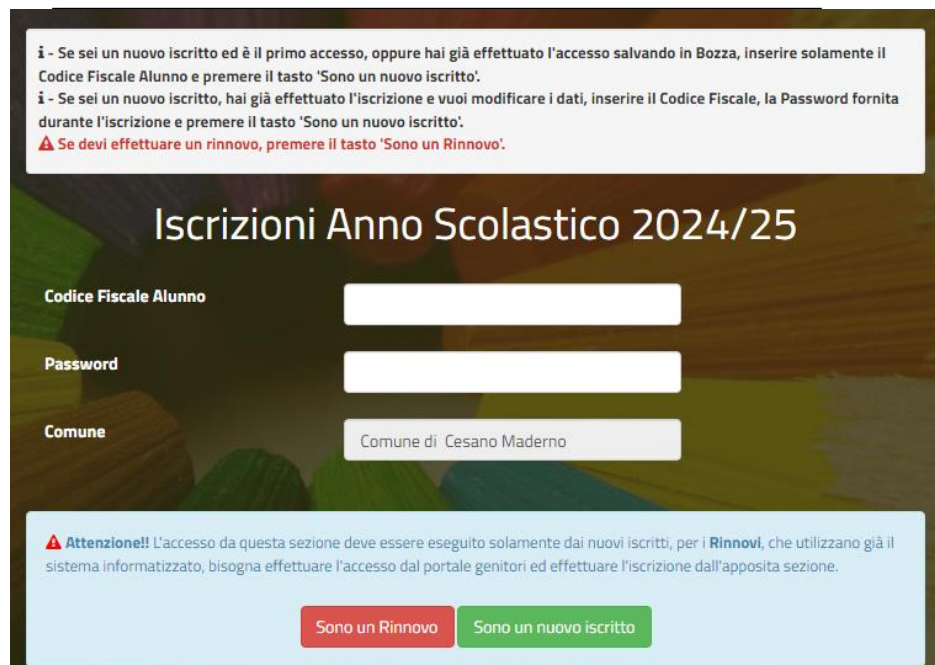 i - Se sei un nuovo iscritto ed è il primo accesso, oppure hai già effettuato l'accesso salvando in Bozza, inserire solamente il
Codice Fiscale Alunno e premere il tasto 'Sono un nuovo iscritto'.
i - Se sei un nuovo iscritto, hai già effettuato l'iscrizione e vuoi modificare i dati, inserire il Codice Fiscale, la Password fornita
durante l'iscrizione e premere il tasto 'Sono un nuovo iscritto'.
Se devi effettuare un rinnovo, premere il tasto 'Sono un Rinnovo'.
Iscrizioni Anno Scolastico 2024/25
Codice Fiscale Alunno
Password
Comune
Comune di Cesano Maderno
Attenzione!! L'accesso da questa sezione deve essere eseguito solamente dai nuovi iscritti, per i Rinnovi, che utilizzano già il
sistema informatizzato, bisogna effettuare l'accesso dal portale genitori ed effettuare l'iscrizione dall'apposita sezione.
Sono un Rinnovo
Sono un nuovo iscritto